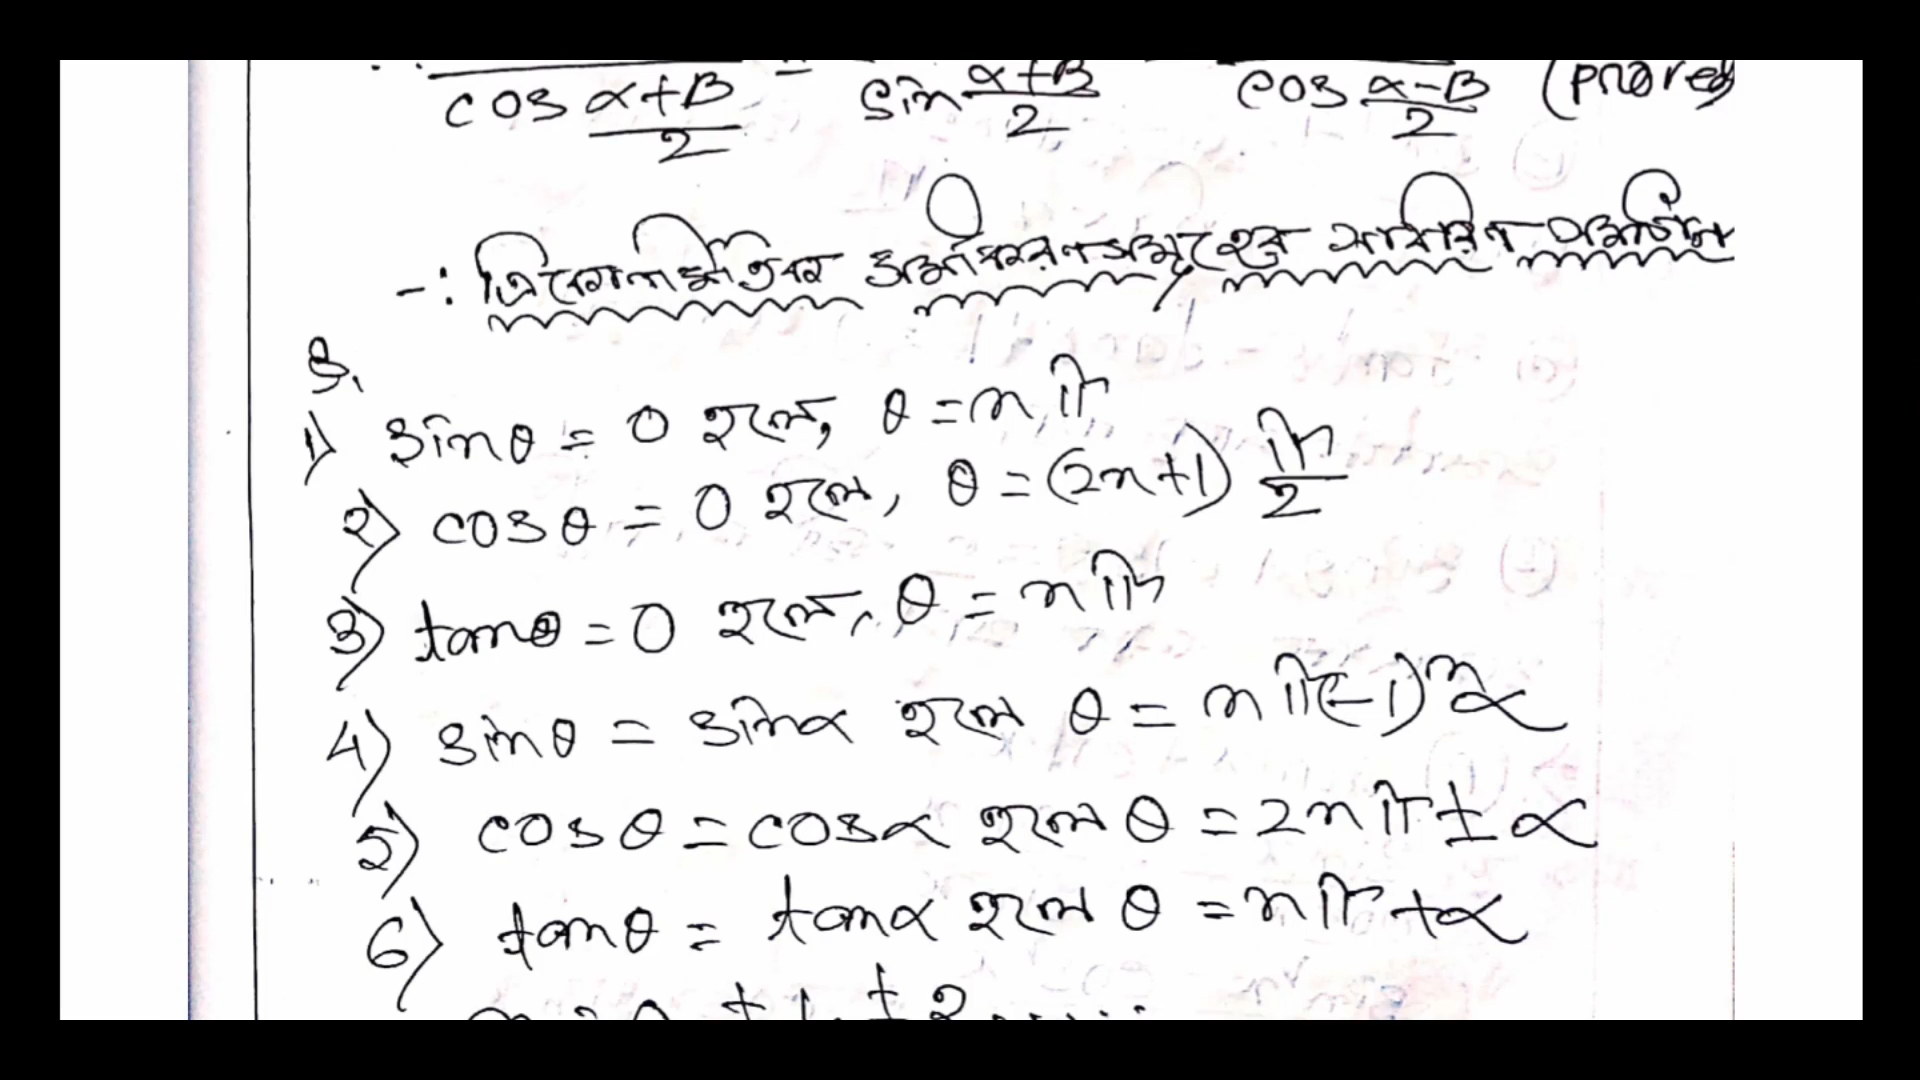 cos α+B/2 = sin α+B/2 cos α-B/2 (proved
-: ত্রিকোণমিতিক সমীকরণসমূহের সাধারণ
১.
1) sinθ = 0 হলে, θ = nπ
2) cosθ = 0 হলে, θ = (2n+1) π/2
3) tanθ = 0 হলে, θ = nπ
4) sinθ = sinα হলে θ = nπ(-1)ⁿα
5) cosθ = cosα হলে θ = 2nπ ± α
6) tanθ = tanα হলে θ = nπ + α